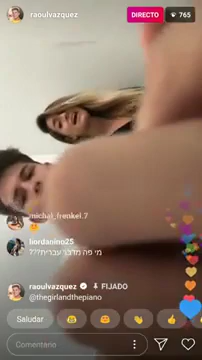 raoulvazquez
DIRECTO
765
michal_frenkel.7
liordanino25
מי פה מדבר עברית???
raoulvazquez
FIJADO
@thegirlandthepiano
Saludar
Comentario